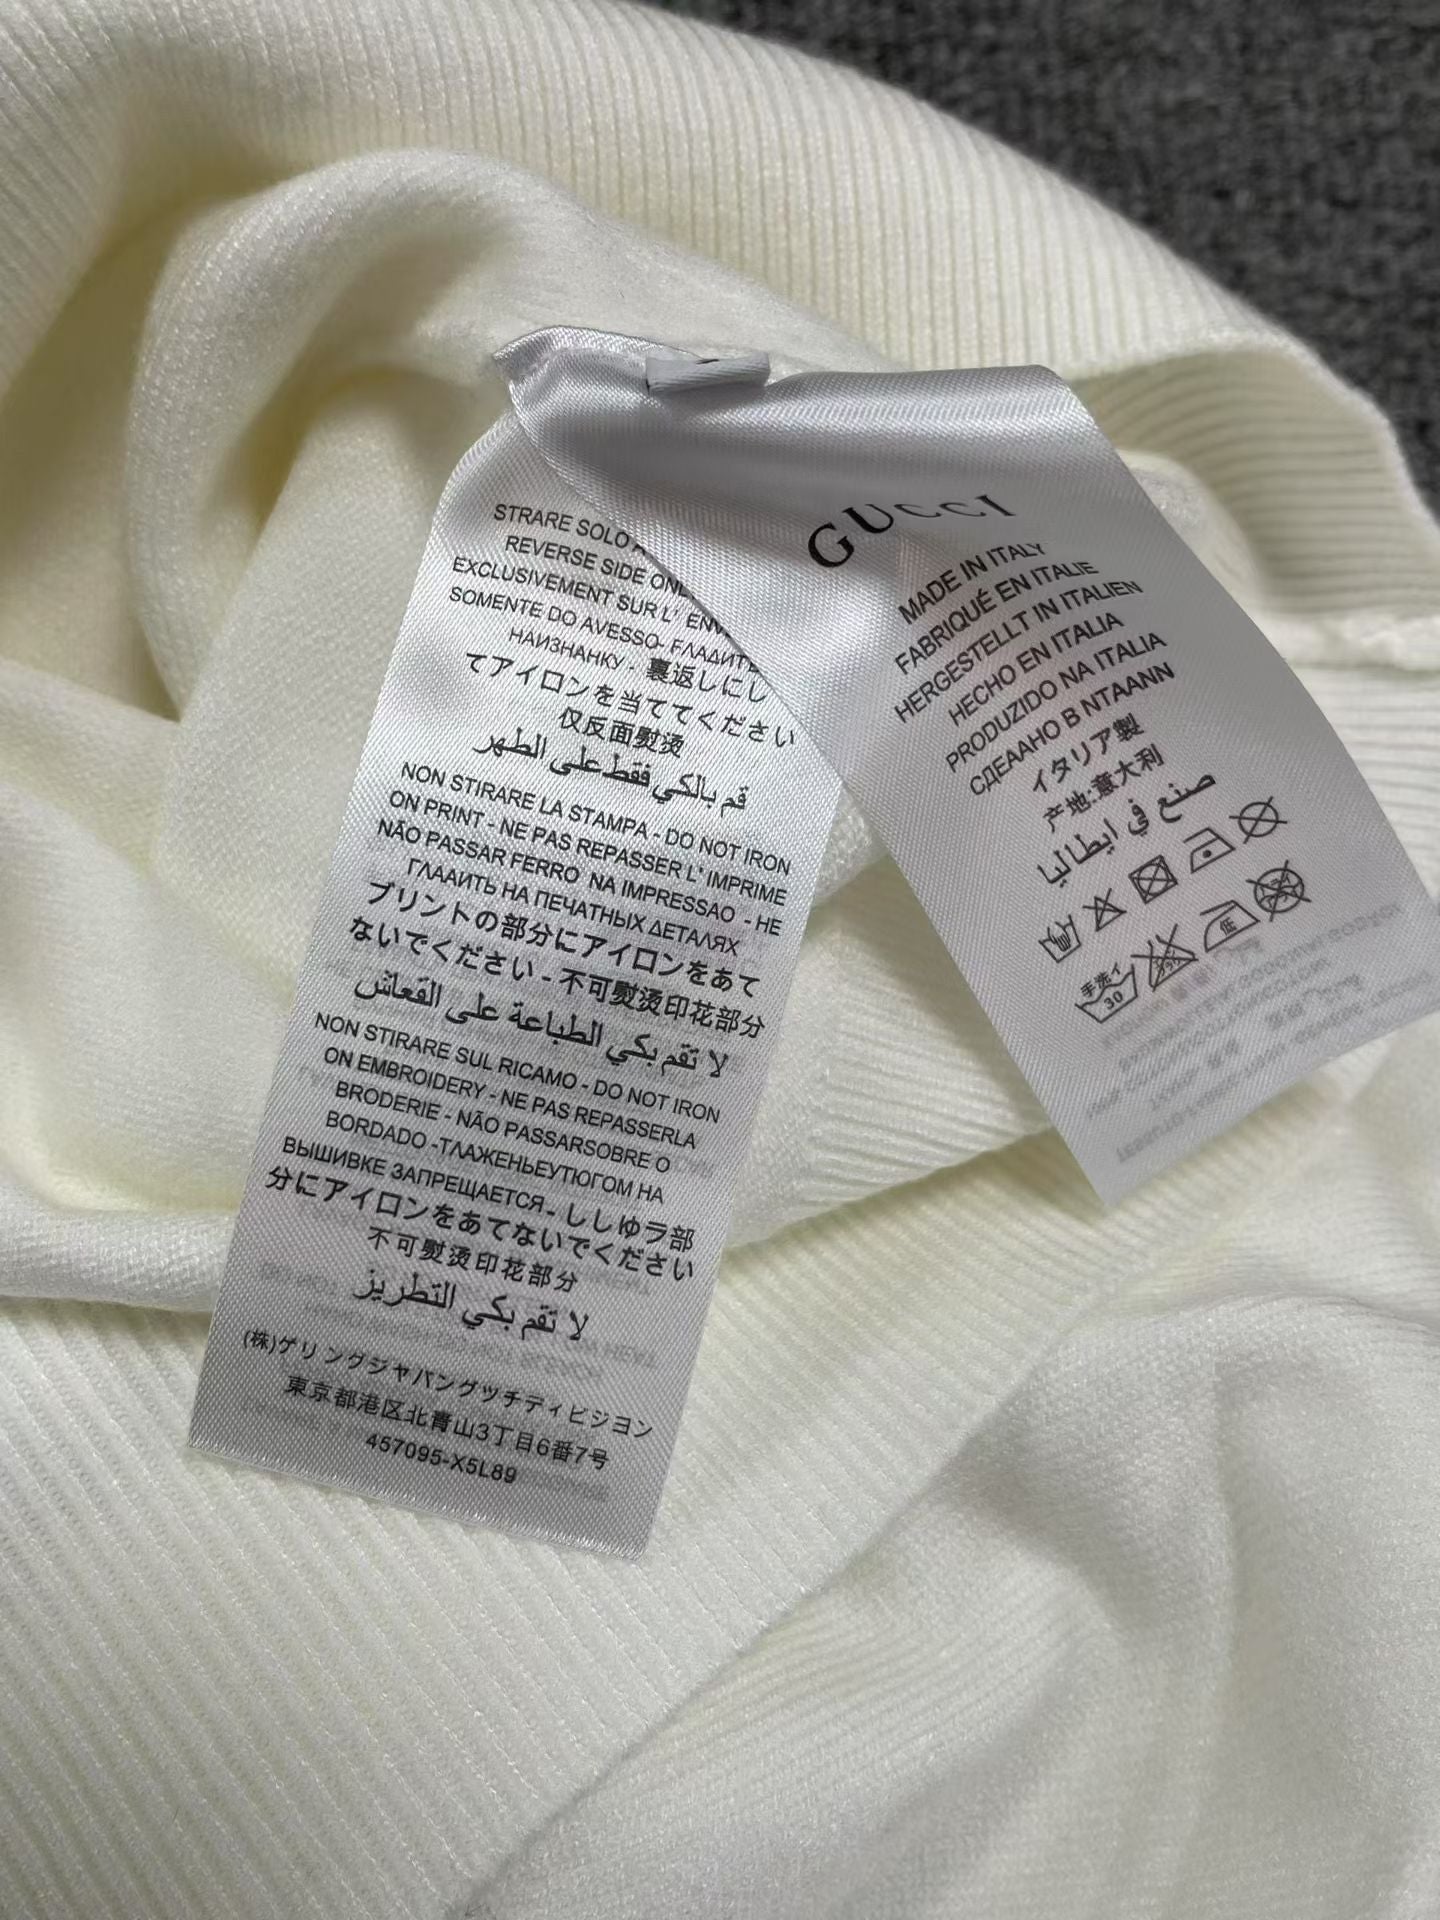 STRARE SOLO
REVERSE SIDE
EXCLUSIVEMENT SUR L'
SOMENTE DO AVESSO- FЛАДИТЬ
НАИЗНАНКУ - 裏返しにし
てアイロンを当ててください
仅反面熨烫
قم بالكي فقط على الظهر
NON STIRARE LA STAMPA - DO NOT IRON
ON PRINT - NE PAS REPASSER L' IMPRIME
NÃO PASSAR FERRO NA IMPRESSAO - НЕ
ГЛААИТЬ НА ПЕЧАТНЫХ ДЕТАЛЯХ
プリントの部分にアイロンをあて
ないでください - 不可熨烫印花部分
لا تقم بكي الطباعة على القماش
NON STIRARE SUL RICAMO - DO NOT IRON
ON EMBROIDERY - NE PAS REPASSERLA
BRODERIE - NÃO PASSARSOBRE O
BORDADO -ТЛАЖЕНЬЕУТЮГОМ НА
ВЫШИВКЕ ЗАПРЕЩАЕТСЯ- ししゆラ部
分にアイロンをあてないでください
不可熨烫印花部分
لا تقم بكي التطريز
(株)ゲリングジャパングッチディビジヨン
東京都港区北青山3丁目6番7号
457095-X5L89
GUCCI
MADE IN ITALY
FABRIQUÉ EN ITALIE
HERGESTELLT IN ITALIEN
HECHO EN ITALIA
PRODUZIDO NA ITALIA
СДЕААНО В NТААNN
イタリア製
产地:意大利
صنع في ايطاليا
手洗イ
30
低